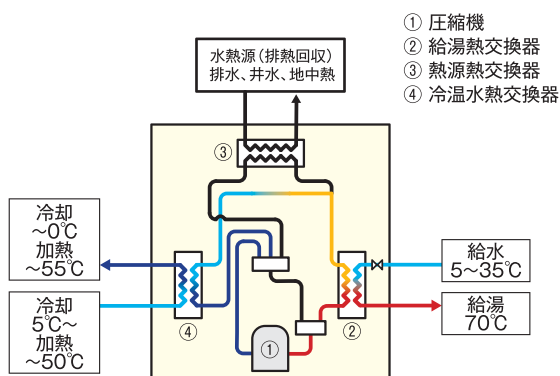 水熱源（排熱回収）
排水、井水、地中熱
① 圧縮機
② 給湯熱交換器
③ 熱源熱交換器
④ 冷温水熱交換器
③
冷却
～0℃
加熱
～55℃
冷却
5℃～
加熱
～50℃
④
①
②
給水
5～35℃
給湯
70℃